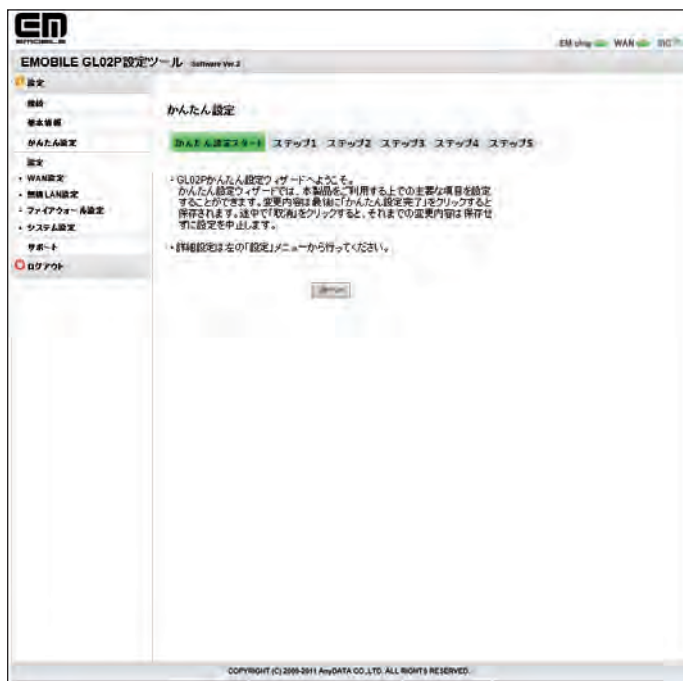 EM
EMOBILE
EM chip WAN SIG
EMOBILE GL02P設定ツール Software Ver.2
設定
接続
基本情報
かんたん設定
設定
・ WAN設定
・ 無線LAN設定
・ ファイアウォール設定
・ システム設定
サポート
ログアウト
かんたん設定
かんたん設定スタート ステップ1 ステップ2 ステップ3 ステップ4 ステップ5
・GL02Pかんたん設定ウィザードへようこそ。
かんたん設定ウィザードでは、本製品をご利用する上での主要な項目を設定
することができます。変更内容は最後に「かんたん設定完了」をクリックすると
保存されます。途中で「取消」をクリックすると、それまでの変更内容は保存せ
ずに設定を中止します。
・詳細設定は左の「設定」メニューから行ってください。
COPYRIGHT (C) 2009-2011 AnyDATA CO.,LTD. ALL RIGHTS RESERVED.